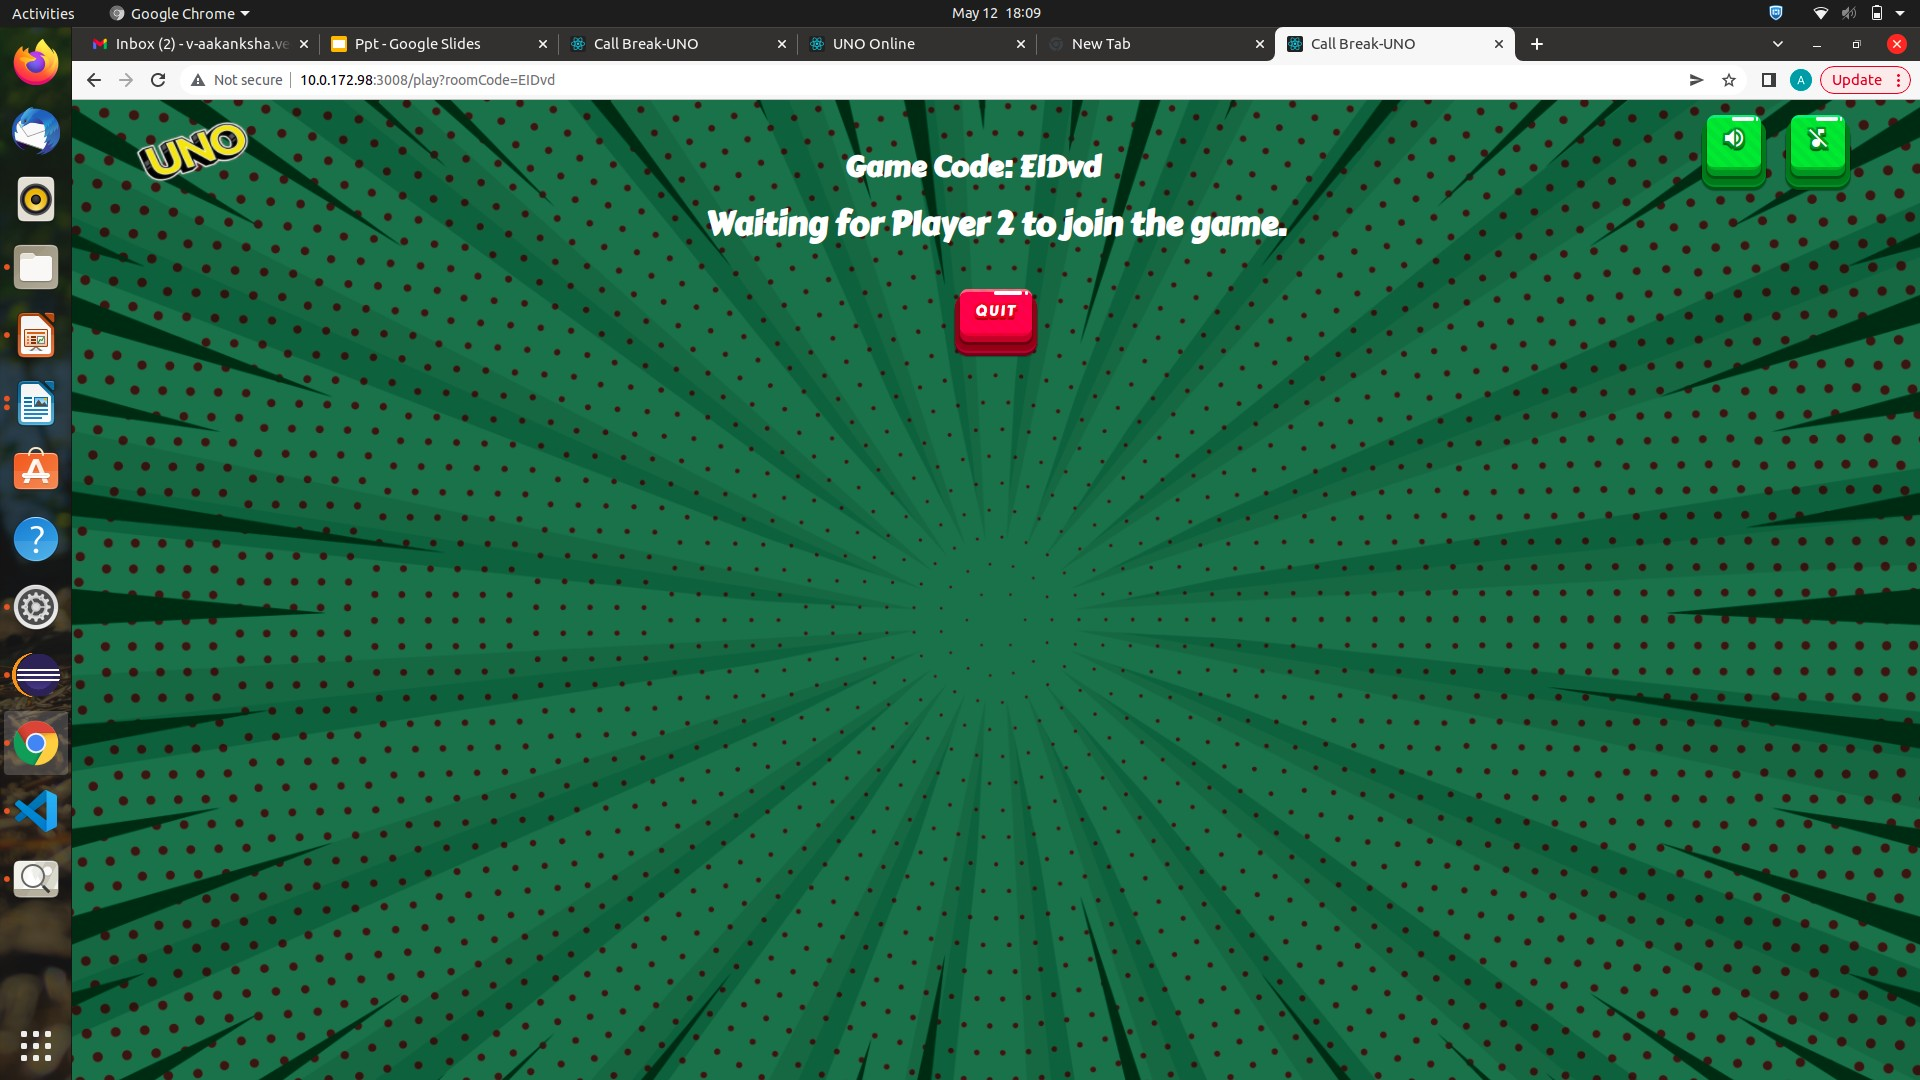 Activities
Google Chrome
May 12 18:09
Inbox (2) - v-aakanksha.ve
Ppt - Google Slides
Call Break-UNO
UNO Online
New Tab
Call Break-UNO
Not secure
10.0.172.98:3008/play?roomCode=EIDvd
A
Update
UNO
Game Code: EIDvd
Waiting for Player 2 to join the game.
QUIT